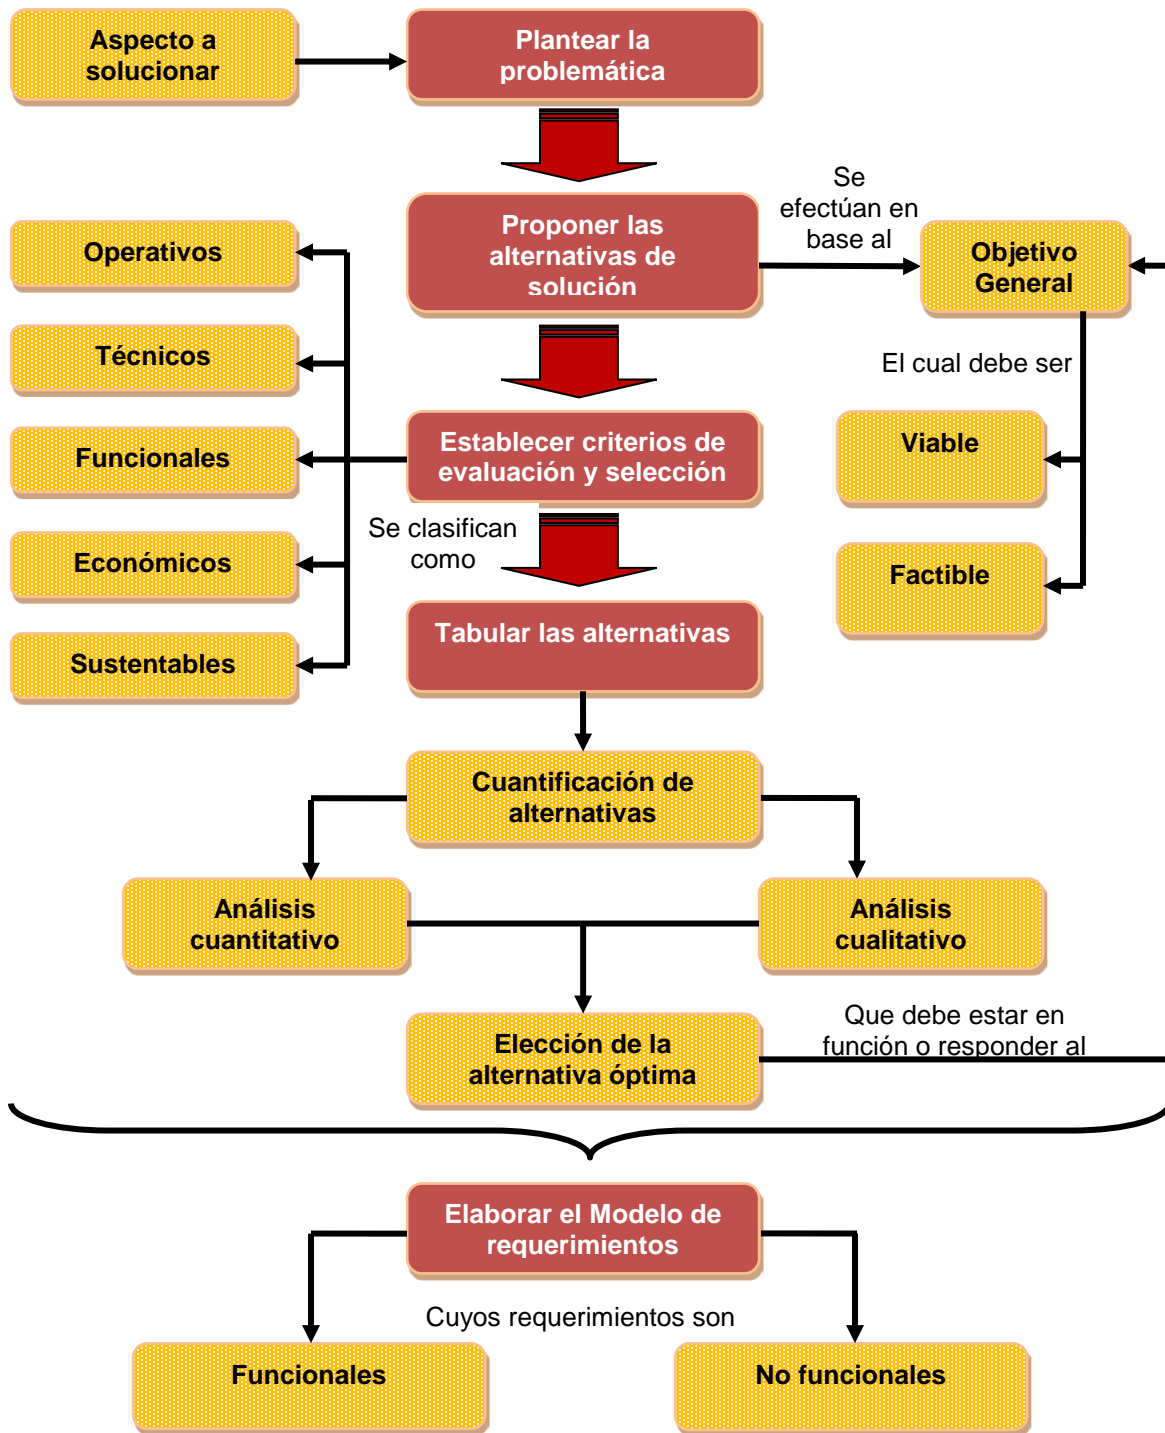 Aspecto a
solucionar
Plantear la
problemática
Proponer las
alternativas de
solución
Se
efectúan en
base al
Objetivo
General
El cual debe ser
Viable
Factible
Operativos
Técnicos
Funcionales
Económicos
Sustentables
Establecer criterios de
evaluación y selección
Se clasifican
como
Tabular las alternativas
Cuantificación de
alternativas
Análisis
cuantitativo
Análisis
cualitativo
Elección de la
alternativa óptima
Que debe estar en
función o responder al
Elaborar el Modelo de
requerimientos
Cuyos requerimientos son
Funcionales
No funcionales